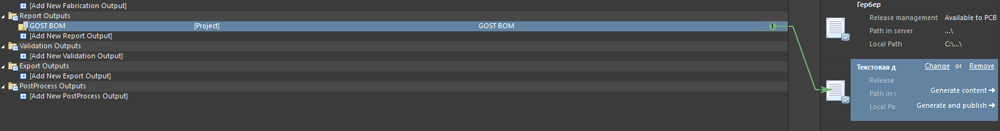 [Add New Fabrication Output]
Report Outputs
GOST BOM [Project] GOST BOM 1
[Add New Report Output]
Validation Outputs
[Add New Validation Output]
Export Outputs
[Add New Export Output]
PostProcess Outputs
[Add New PostProcess Output]
Гербер
Release management Available to PCB
Path in server ...\
Local Path C:\...\
Текстовая д Change or Remove
Release
Generate content
Path in s
Generate and publish
Local Pa